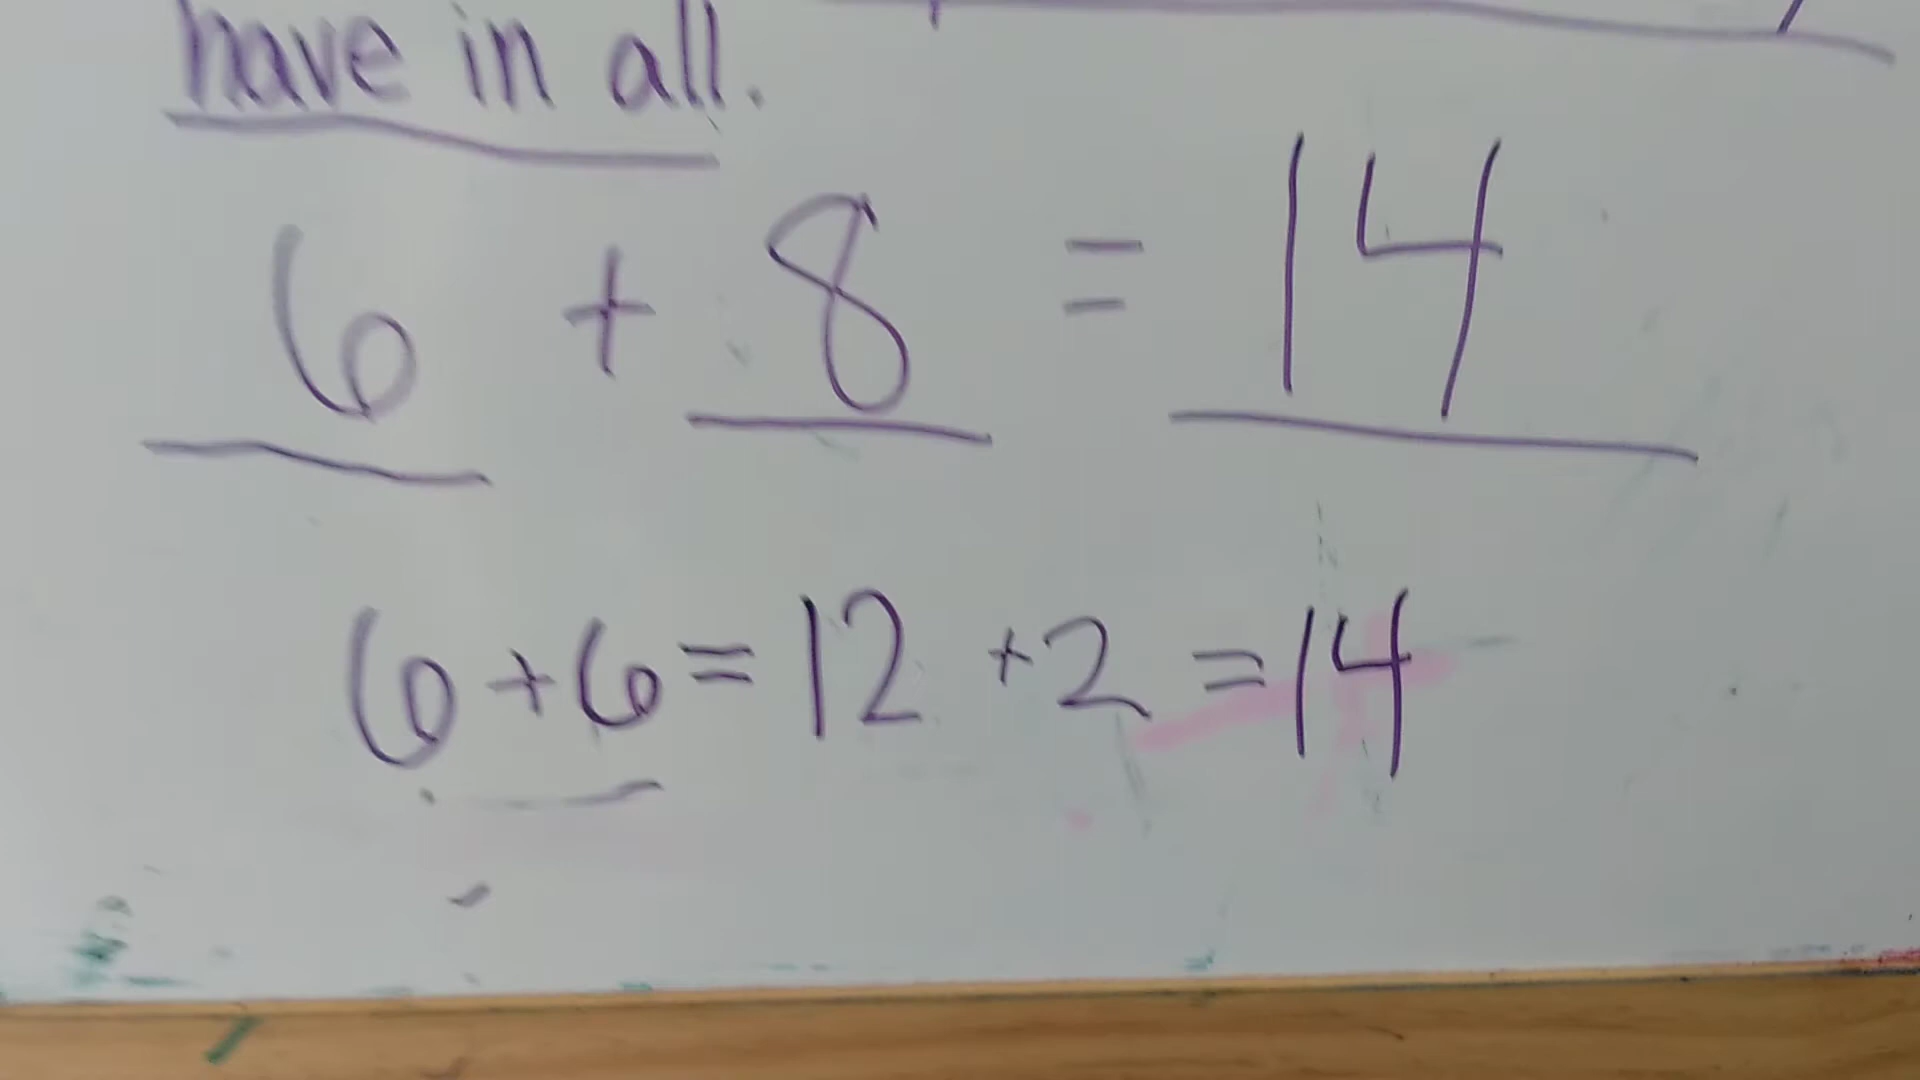 have in all.
6 + 8 = 14
6+6=12 +2=14